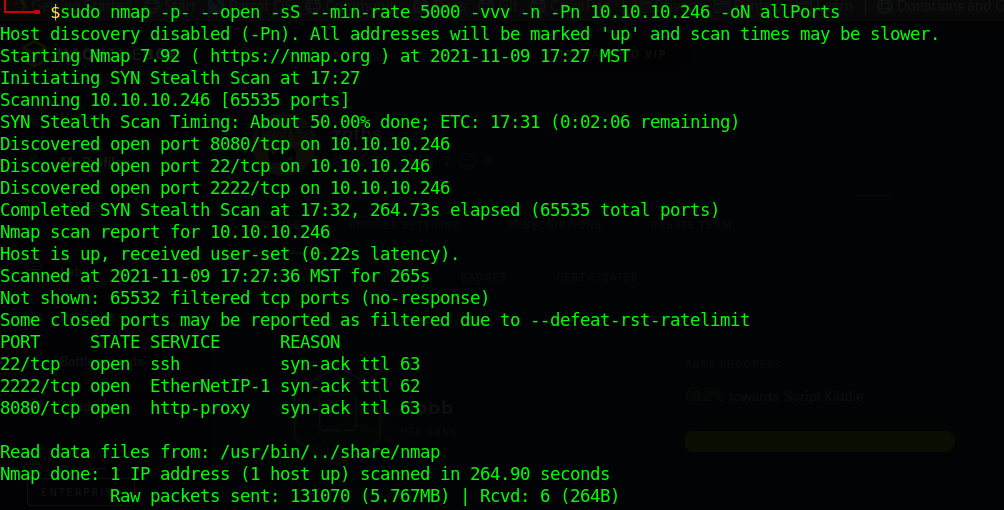 $sudo nmap -p- --open -sS --min-rate 5000 -vvv -n -Pn 10.10.10.246 -oN allPorts
Host discovery disabled (-Pn). All addresses will be marked 'up' and scan times may be slower.
Starting Nmap 7.92 ( https://nmap.org ) at 2021-11-09 17:27 MST
Initiating SYN Stealth Scan at 17:27
Scanning 10.10.10.246 [65535 ports]
SYN Stealth Scan Timing: About 50.00% done; ETC: 17:31 (0:02:06 remaining)
Discovered open port 8080/tcp on 10.10.10.246
Discovered open port 22/tcp on 10.10.10.246
Discovered open port 2222/tcp on 10.10.10.246
Completed SYN Stealth Scan at 17:32, 264.73s elapsed (65535 total ports)
Nmap scan report for 10.10.10.246
Host is up, received user-set (0.22s latency).
Scanned at 2021-11-09 17:27:36 MST for 265s
Not shown: 65532 filtered tcp ports (no-response)
Some closed ports may be reported as filtered due to --defeat-rst-ratelimit
PORT     STATE SERVICE      REASON
22/tcp   open  ssh          syn-ack ttl 63
2222/tcp open  EtherNetIP-1 syn-ack ttl 62
8080/tcp open  http-proxy   syn-ack ttl 63
RANK PROGRESS
towards Script Kiddie
Read data files from: /usr/bin/../share/nmap
Nmap done: 1 IP address (1 host up) scanned in 264.90 seconds
Raw packets sent: 131070 (5.767MB) | Rcvd: 6 (264B)